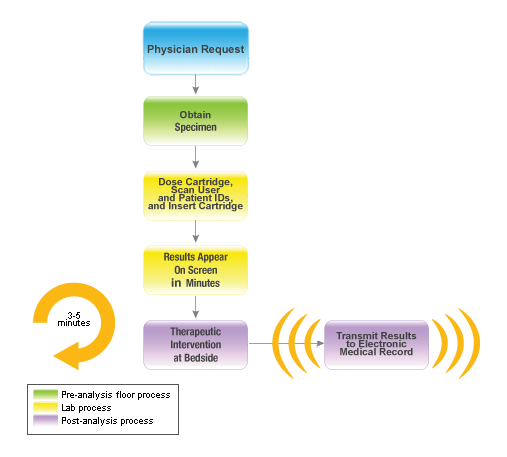 Physician Request
Obtain
Specimen
Dose Cartridge,
Scan User
and Patient IDs,
and Insert Cartridge
Results Appear
On Screen
in Minutes
3-5
minutes
Therapeutic
Intervention
at Bedside
Transmit Results
to Electronic
Medical Record
Pre-analysis floor process
Lab process
Post-analysis process